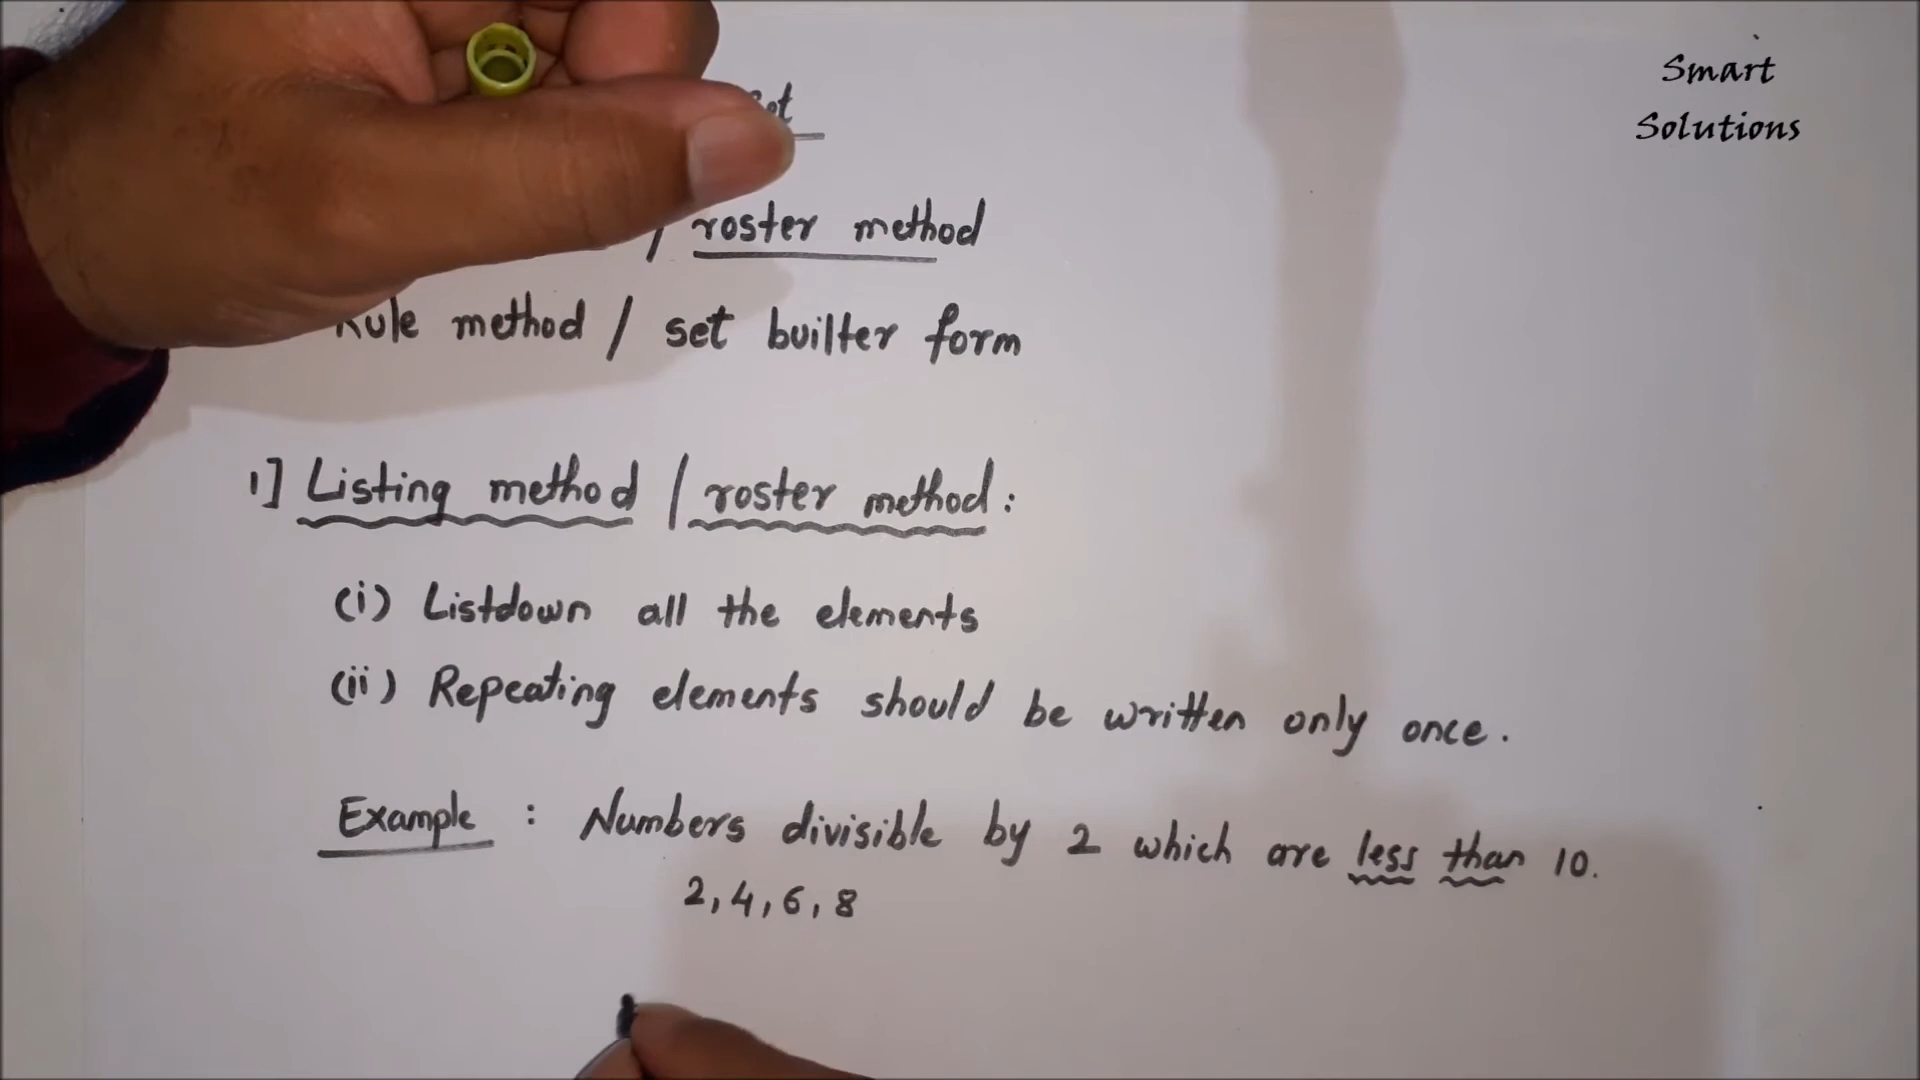 Smart
Solutions
/ roster method
Rule method / set builter form
1] Listing method / roster method :
(i) Listdown all the elements
(ii) Repeating elements should be written only once.
Example : Numbers divisible by 2 which are less than 10.
2, 4, 6, 8